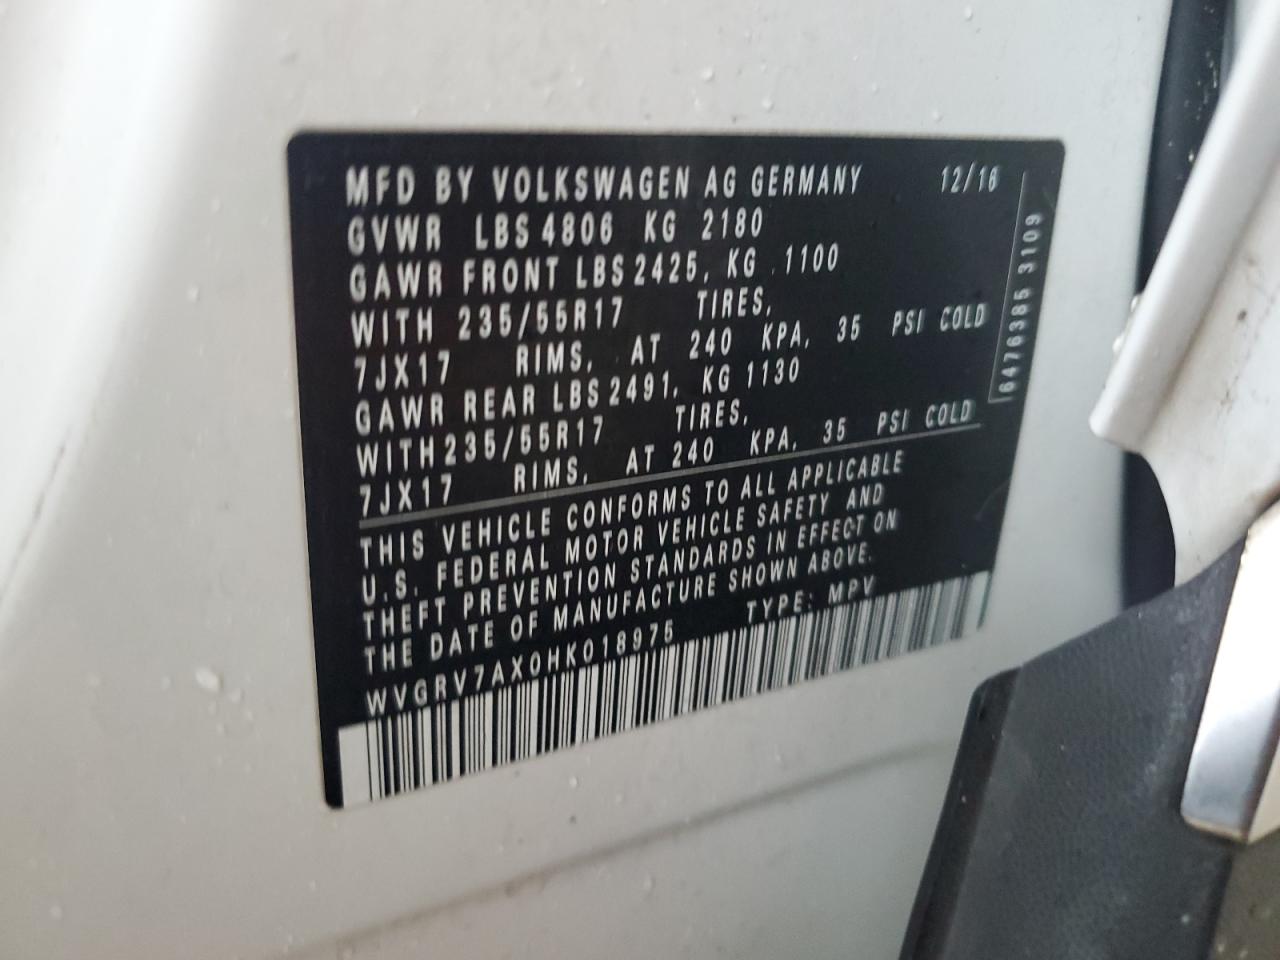 MFD BY VOLKSWAGEN AG GERMANY 12/16
GVWR LBS 4806 KG 2180
GAWR FRONT LBS 2425, KG 1100
WITH 235/55R17 TIRES,
7JX17 RIMS, AT 240 KPA, 35 PSI COLD
GAWR REAR LBS 2491, KG 1130
WITH 235/55R17 TIRES,
7JX17 RIMS, AT 240 KPA, 35 PSI COLD
THIS VEHICLE CONFORMS TO ALL APPLICABLE
U.S. FEDERAL MOTOR VEHICLE SAFETY AND
THEFT PREVENTION STANDARDS IN EFFECT ON
THE DATE OF MANUFACTURE SHOWN ABOVE.
WVGRV7AX0HK018975 TYPE: MPV
6476385 3109